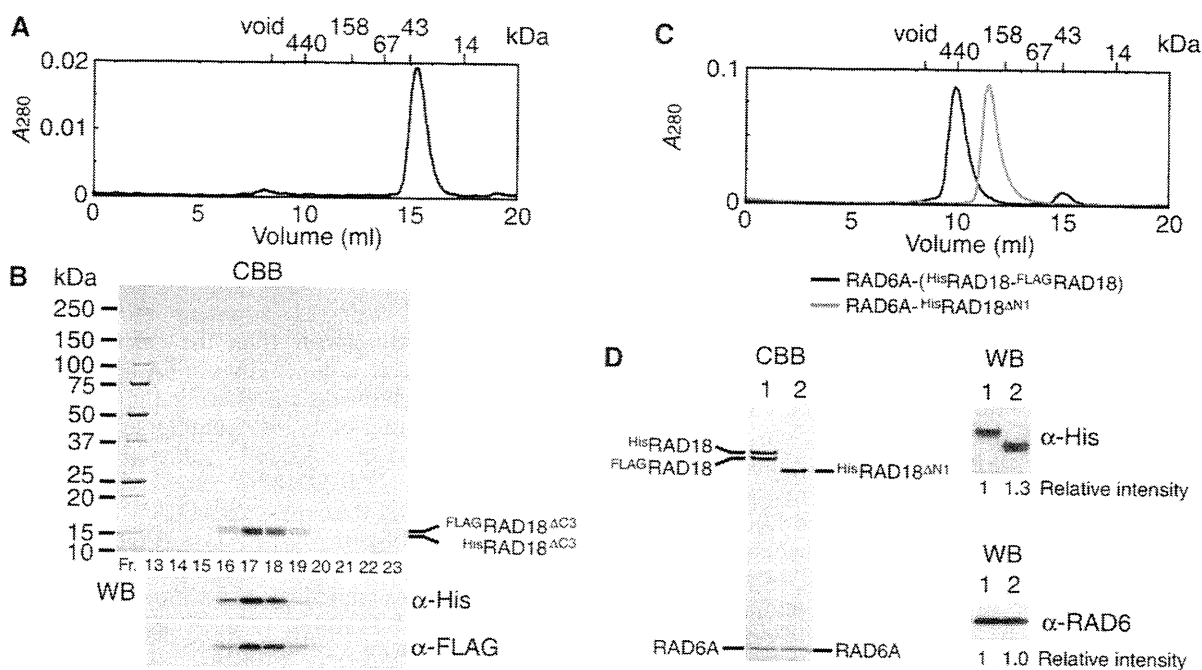 A
void 440 158 67 43 14 kDa
0.02
0.01
0
A280
0 5 10 15 20
Volume (ml)
B
kDa
CBB
250
150
100
75
50
37
25
20
15
10
FLAGRAD18ΔC3
HisRAD18ΔC3
Fr. 13 14 15 16 17 18 19 20 21 22 23
WB
α-His
α-FLAG
C
void 440 158 67 43 14 kDa
0.1
0
A280
0 5 10 15 20
Volume (ml)
RAD6A-(HisRAD18-FLAGRAD18)
RAD6A-HisRAD18ΔN1
D
CBB
1 2
HisRAD18
FLAGRAD18
HisRAD18ΔN1
RAD6A
RAD6A
WB
1 2
α-His
1 1.3 Relative intensity
WB
1 2
α-RAD6
1 1.0 Relative intensity